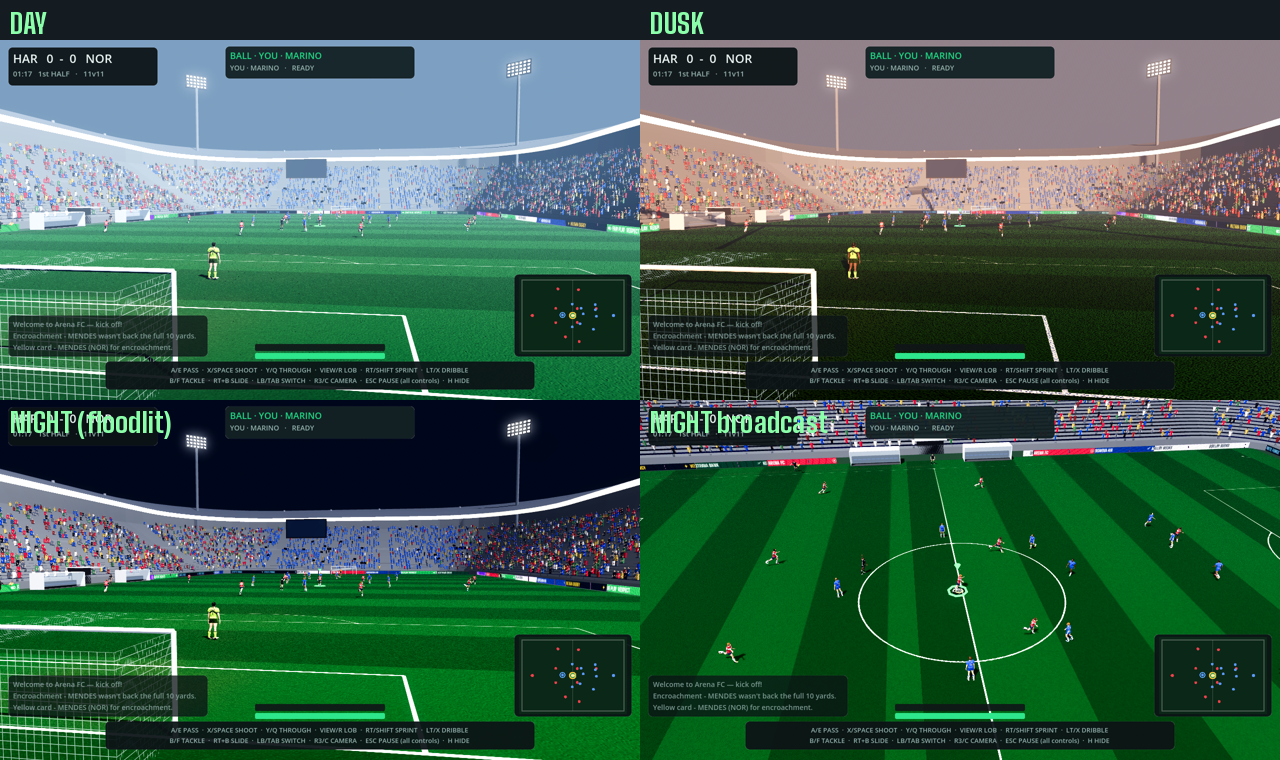 DAY
HAR 0 - 0 NOR
01:17 1st HALF · 11v11
BALL · YOU · MARINO
YOU · MARINO · READY
Welcome to Arena FC — kick off!
Encroachment - MENDES wasn't back the full 10 yards.
Yellow card - MENDES (NOR) for encroachment.
A/E PASS · X/SPACE SHOOT · Y/Q THROUGH · VIEW/R LOB · RT/SHIFT SPRINT · LT/X DRIBBLE
B/F TACKLE · RT+B SLIDE · LB/TAB SWITCH · R3/C CAMERA · ESC PAUSE (all controls) · H HIDE
DUSK
HAR 0 - 0 NOR
01:17 1st HALF · 11v11
BALL · YOU · MARINO
YOU · MARINO · READY
Welcome to Arena FC — kick off!
Encroachment - MENDES wasn't back the full 10 yards.
Yellow card - MENDES (NOR) for encroachment.
A/E PASS · X/SPACE SHOOT · Y/Q THROUGH · VIEW/R LOB · RT/SHIFT SPRINT · LT/X DRIBBLE
B/F TACKLE · RT+B SLIDE · LB/TAB SWITCH · R3/C CAMERA · ESC PAUSE (all controls) · H HIDE
NIGHT (floodlit)
BALL · YOU · MARINO
YOU · MARINO · READY
Welcome to Arena FC — kick off!
Encroachment - MENDES wasn't back the full 10 yards.
Yellow card - MENDES (NOR) for encroachment.
A/E PASS · X/SPACE SHOOT · Y/Q THROUGH · VIEW/R LOB · RT/SHIFT SPRINT · LT/X DRIBBLE
B/F TACKLE · RT+B SLIDE · LB/TAB SWITCH · R3/C CAMERA · ESC PAUSE (all controls) · H HIDE
NIGHT broadcast
BALL · YOU · MARINO
YOU · MARINO · READY
Welcome to Arena FC — kick off!
Encroachment - MENDES wasn't back the full 10 yards.
Yellow card - MENDES (NOR) for encroachment.
A/E PASS · X/SPACE SHOOT · Y/Q THROUGH · VIEW/R LOB · RT/SHIFT SPRINT · LT/X DRIBBLE
B/F TACKLE · RT+B SLIDE · LB/TAB SWITCH · R3/C CAMERA · ESC PAUSE (all controls) · H HIDE